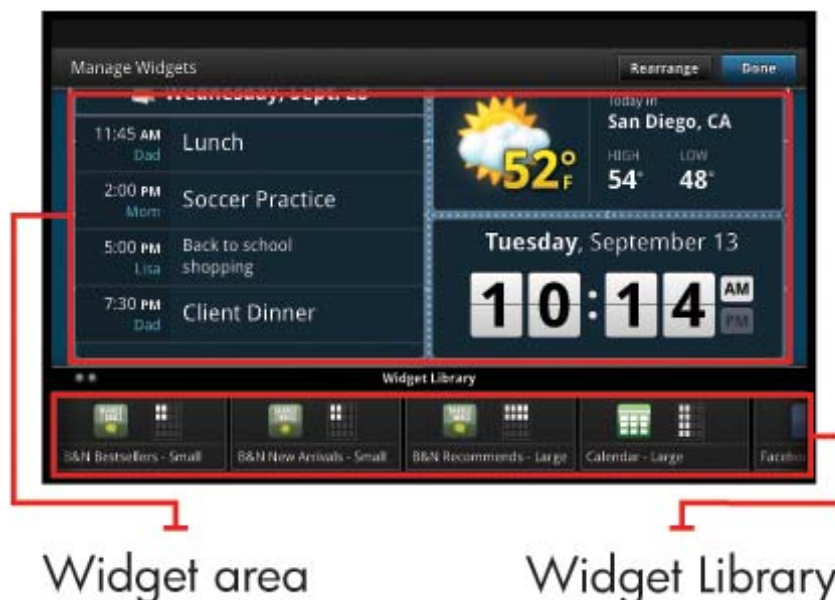 Manage Widgets
Rearrange
Done
Wednesday, Sept. 28
11:45 AM
Dad
Lunch
2:00 PM
Mom
Soccer Practice
5:00 PM
Lisa
Back to school
shopping
7:30 PM
Dad
Client Dinner
52°F
Today in
San Diego, CA
HIGH LOW
54° 48°
Tuesday, September 13
10:14
AM
PM
Widget Library
B&N Bestsellers - Small
B&N New Arrivals - Small
B&N Recommends - Large
Calendar - Large
Widget area
Widget Library